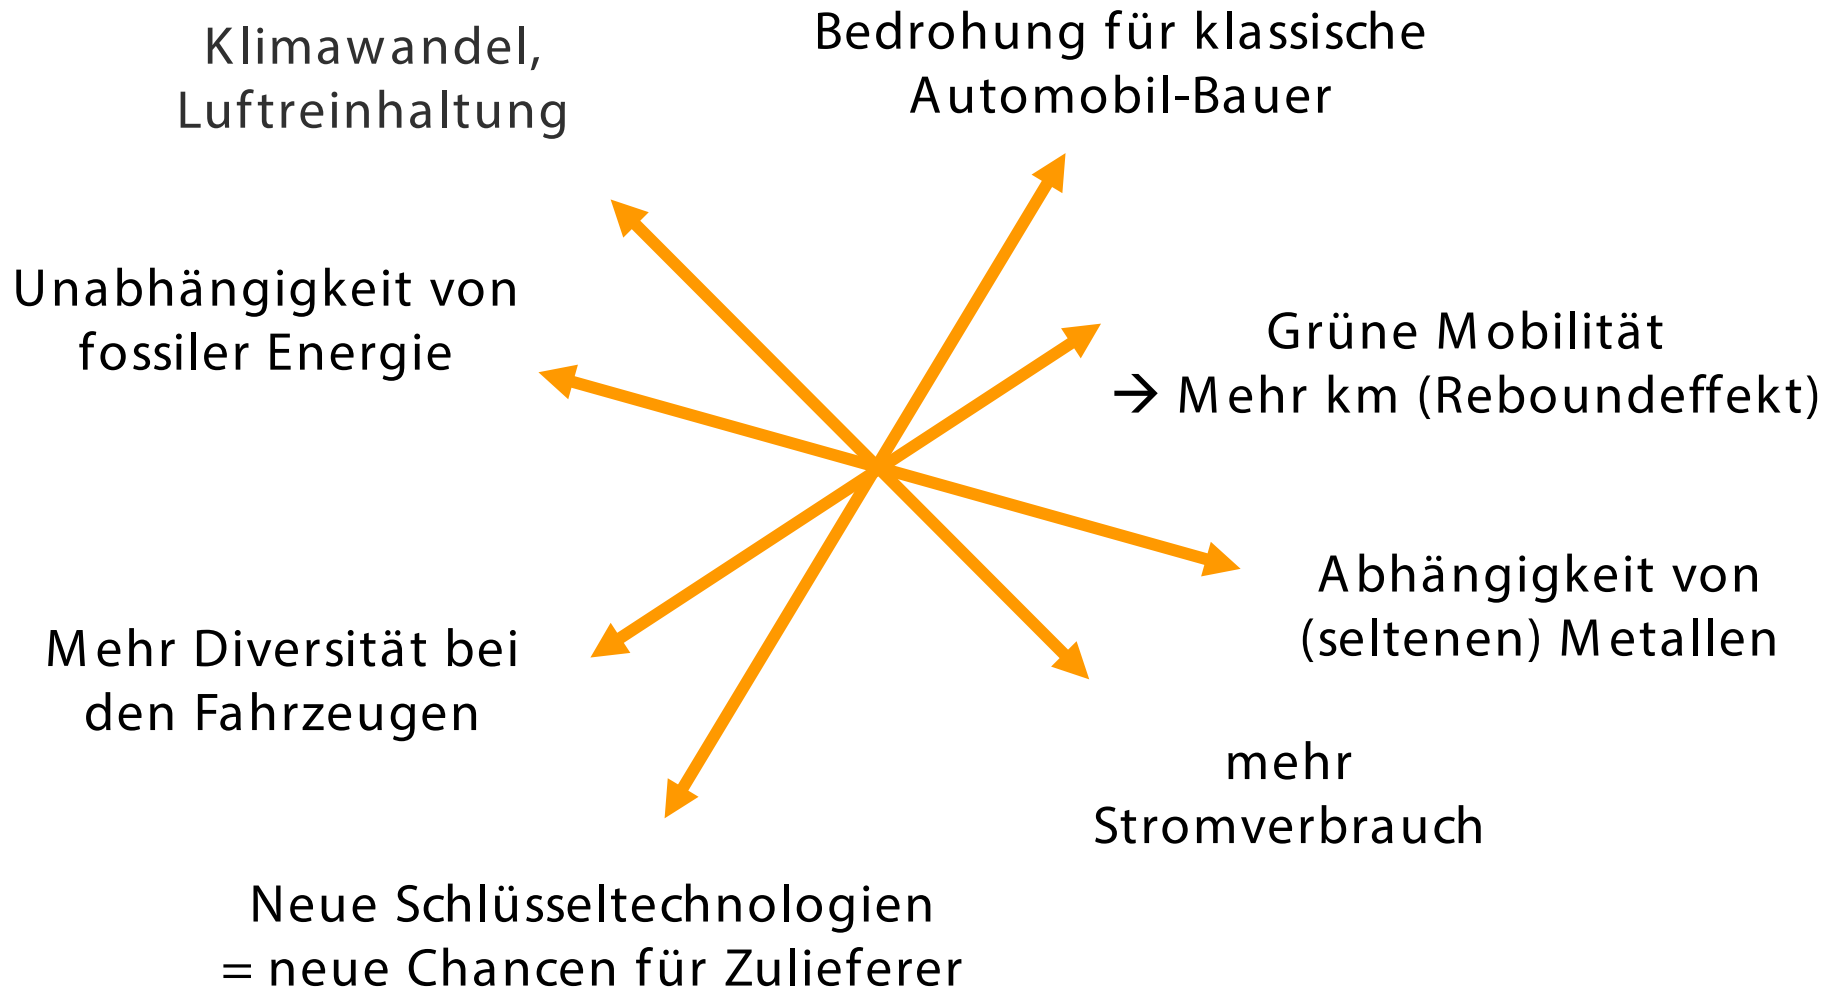 Klimawandel,
Luftreinhaltung
Bedrohung für klassische
Automobil-Bauer
Unabhängigkeit von
fossiler Energie
Grüne Mobilität
→ Mehr km (Reboundeffekt)
Abhängigkeit von
(seltenen) Metallen
Mehr Diversität bei
den Fahrzeugen
mehr
Stromverbrauch
Neue Schlüsseltechnologien
= neue Chancen für Zulieferer